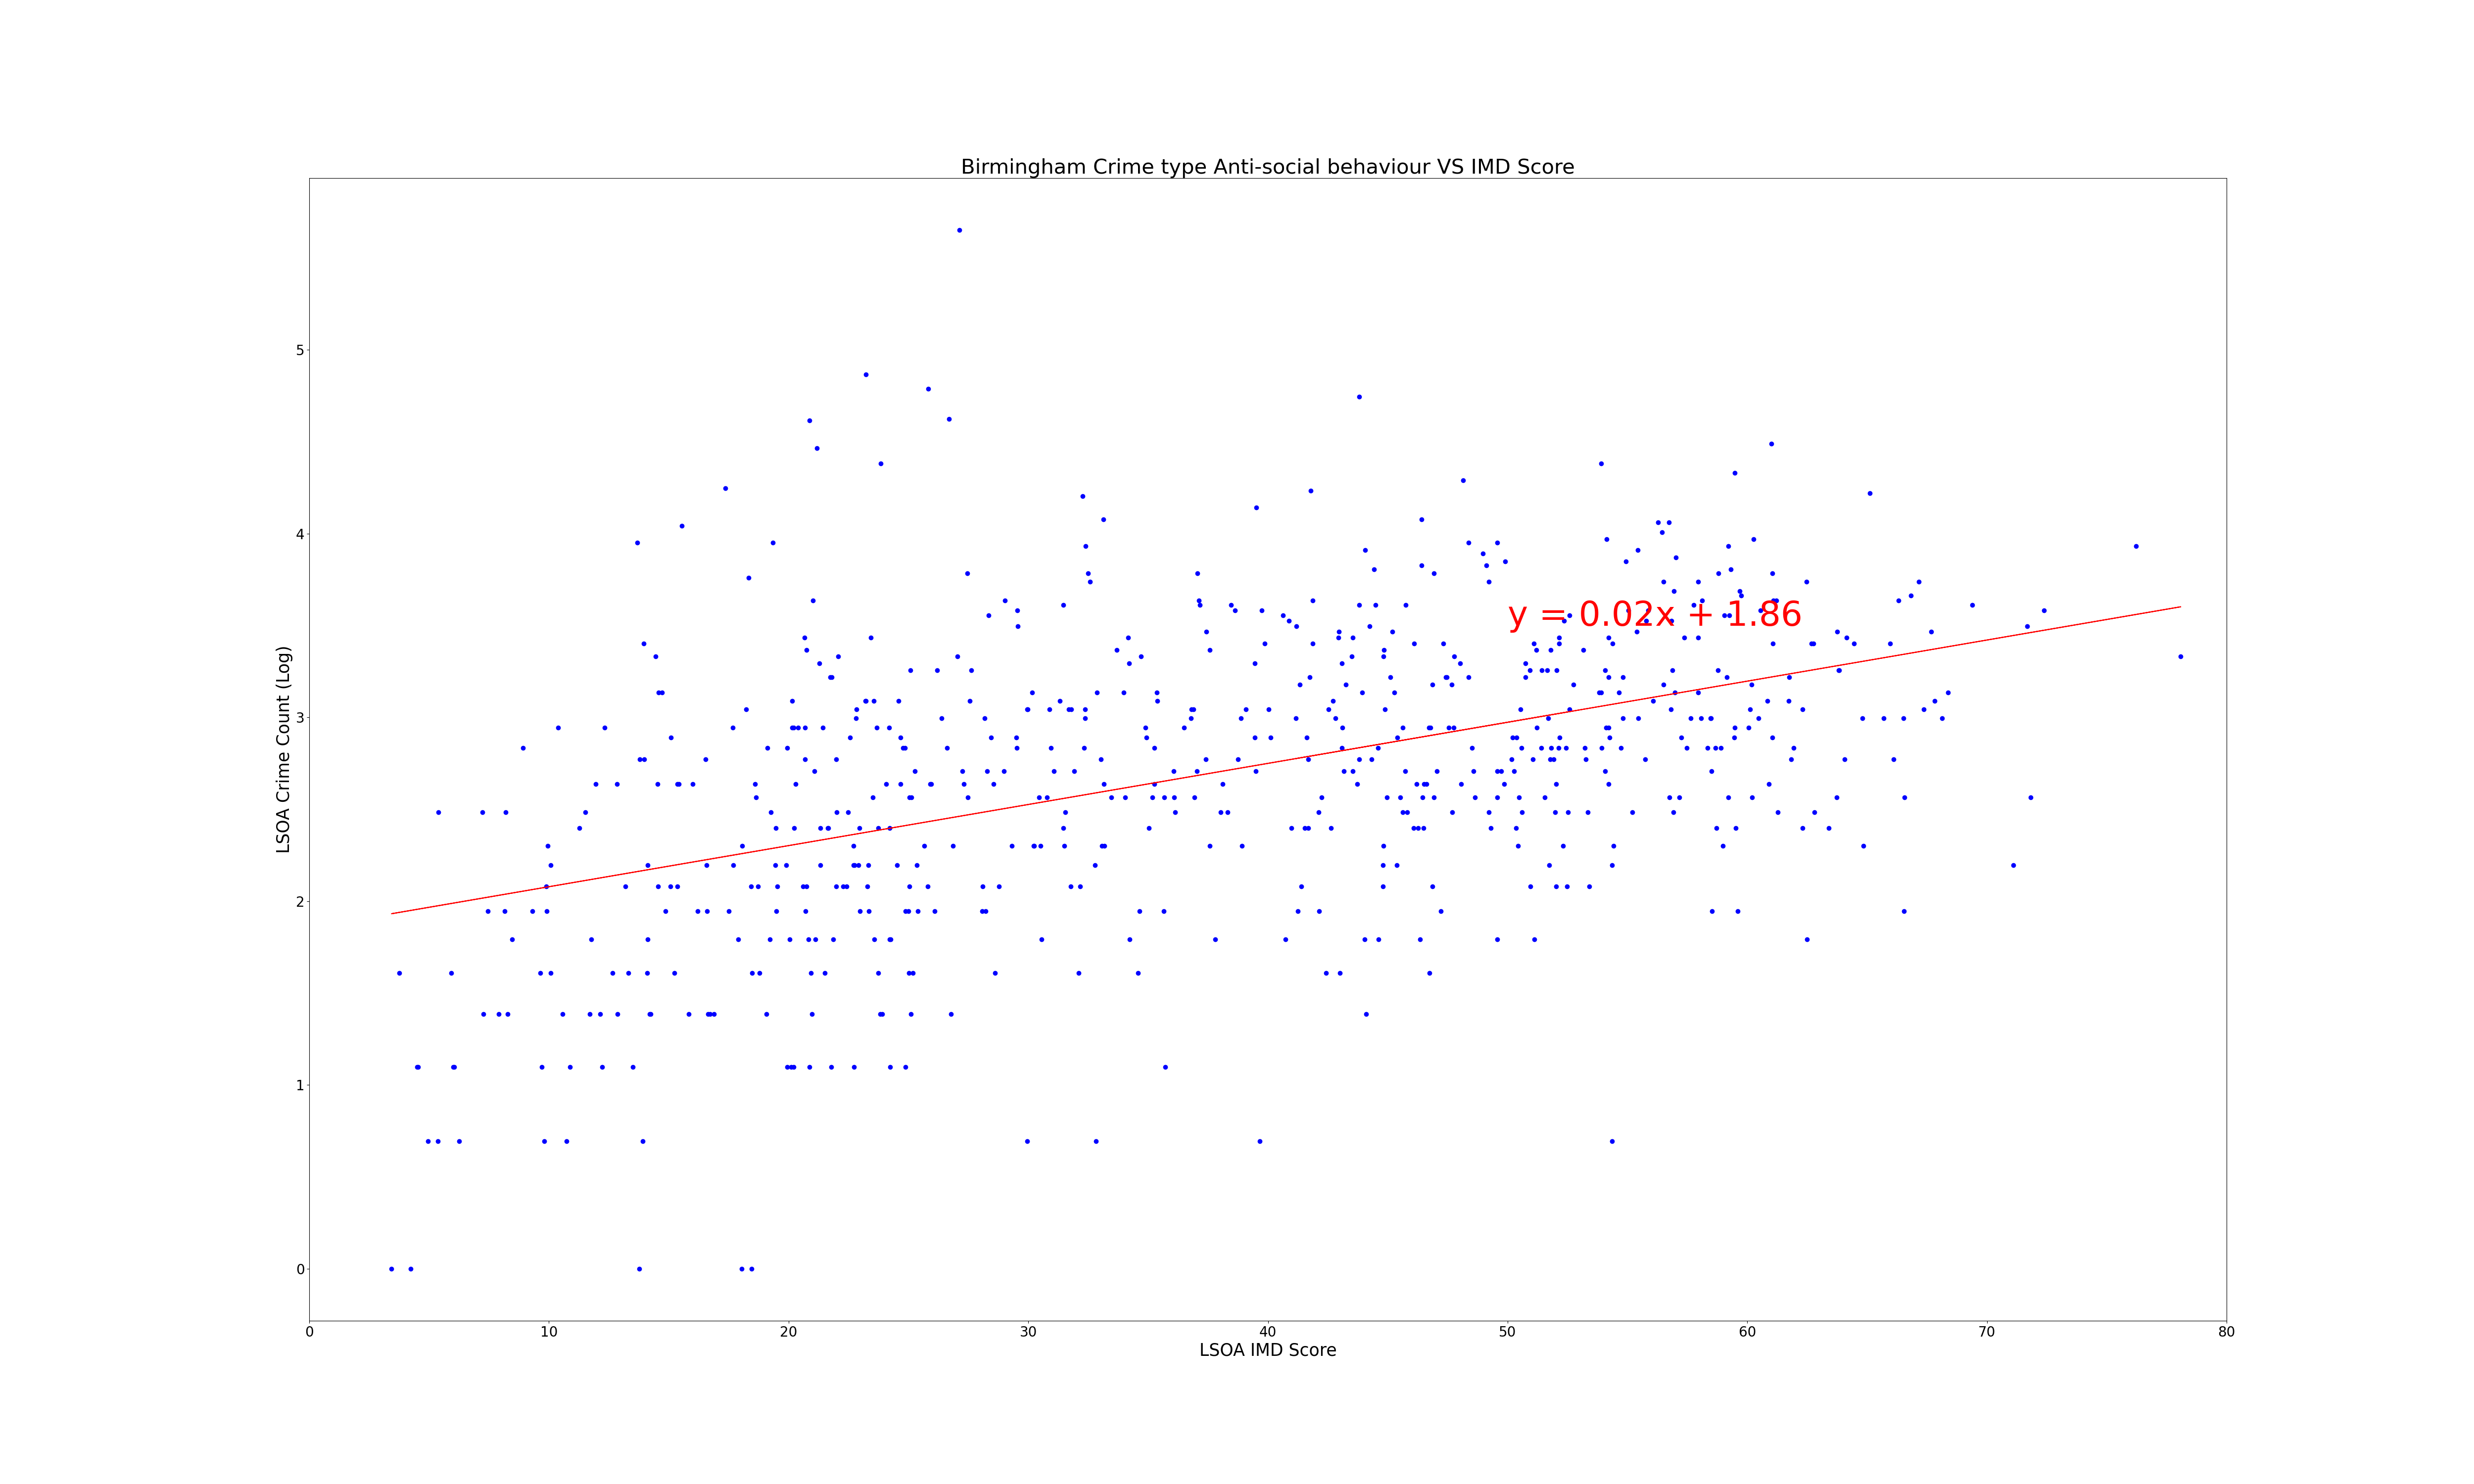 Birmingham Crime type Anti-social behaviour VS IMD Score
LSOA Crime Count (Log)
5
4
3
2
1
0
y = 0.02x + 1.86
0 10 20 30 40 50 60 70 80
LSOA IMD Score